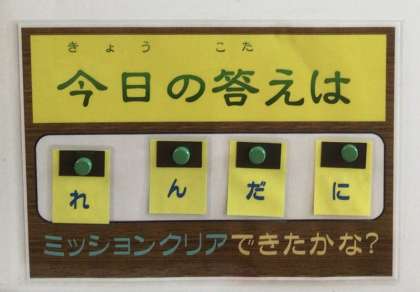 きょう こた
今日の答えは
れ ん だ に
ミッションクリアできたかな?